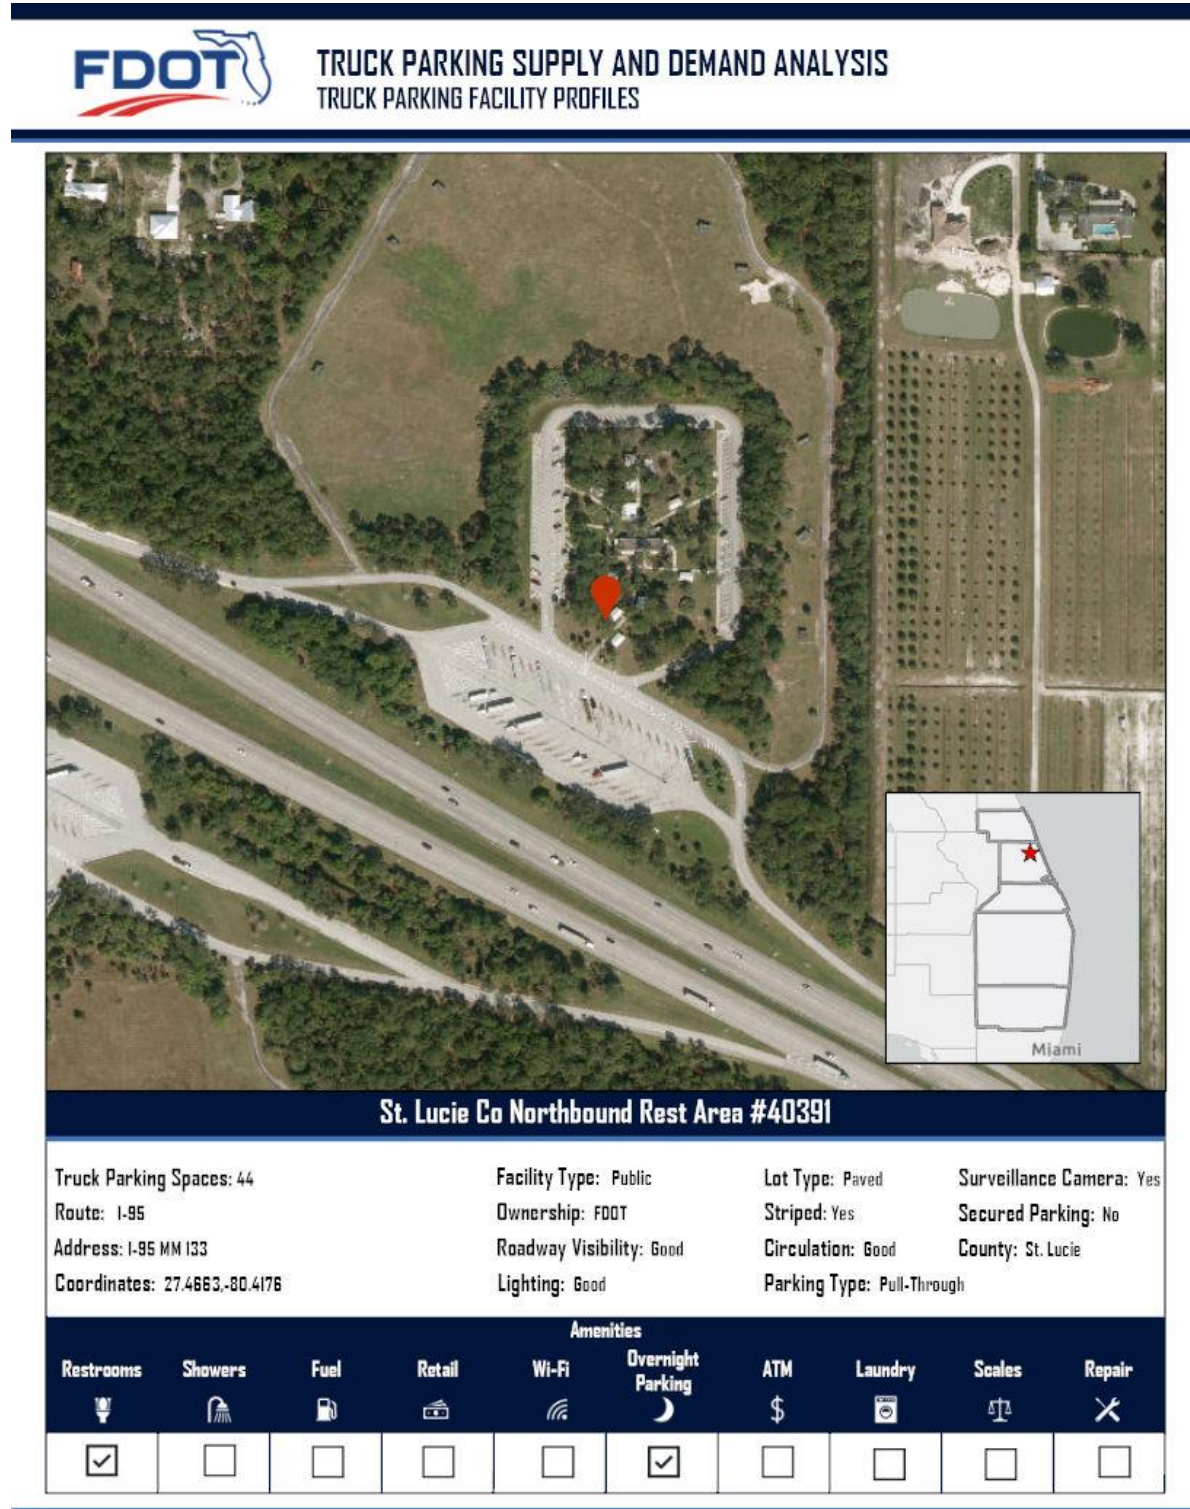 FDOT
TRUCK PARKING SUPPLY AND DEMAND ANALYSIS
TRUCK PARKING FACILITY PROFILES
Miami
St. Lucie Co Northbound Rest Area #40391
Truck Parking Spaces: 44
Facility Type: Public
Lot Type: Paved
Surveillance Camera: Yes
Route: I-95
Ownership: FDOT
Striped: Yes
Secured Parking: No
Address: I-95 MM 133
Roadway Visibility: Good
Circulation: Good
County: St. Lucie
Coordinates: 27.4663,-80.4176
Lighting: Good
Parking Type: Pull-Through
Amenities
Restrooms
Showers
Fuel
Retail
Wi-Fi
Overnight
Parking
ATM
Laundry
Scales
Repair